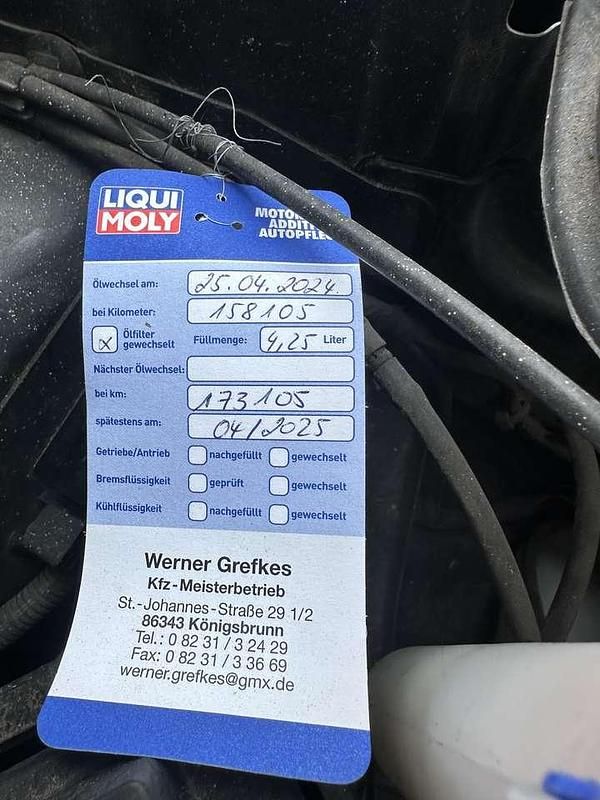 LIQUI
MOLY
MOTOR
ADDITI
AUTOPFLE
Ölwechsel am: 25.04.2024
bei Kilometer: 158105
x Ölfilter gewechselt Füllmenge: 4,25 Liter
Nächster Ölwechsel:
bei km: 173105
spätestens am: 04/2025
Getriebe/Antrieb nachgefüllt gewechselt
Bremsflüssigkeit geprüft gewechselt
Kühlflüssigkeit nachgefüllt gewechselt
Werner Grefkes
Kfz-Meisterbetrieb
St.-Johannes-Straße 29 1/2
86343 Königsbrunn
Tel.: 0 82 31 / 3 24 29
Fax: 0 82 31 / 3 36 69
werner.grefkes@gmx.de